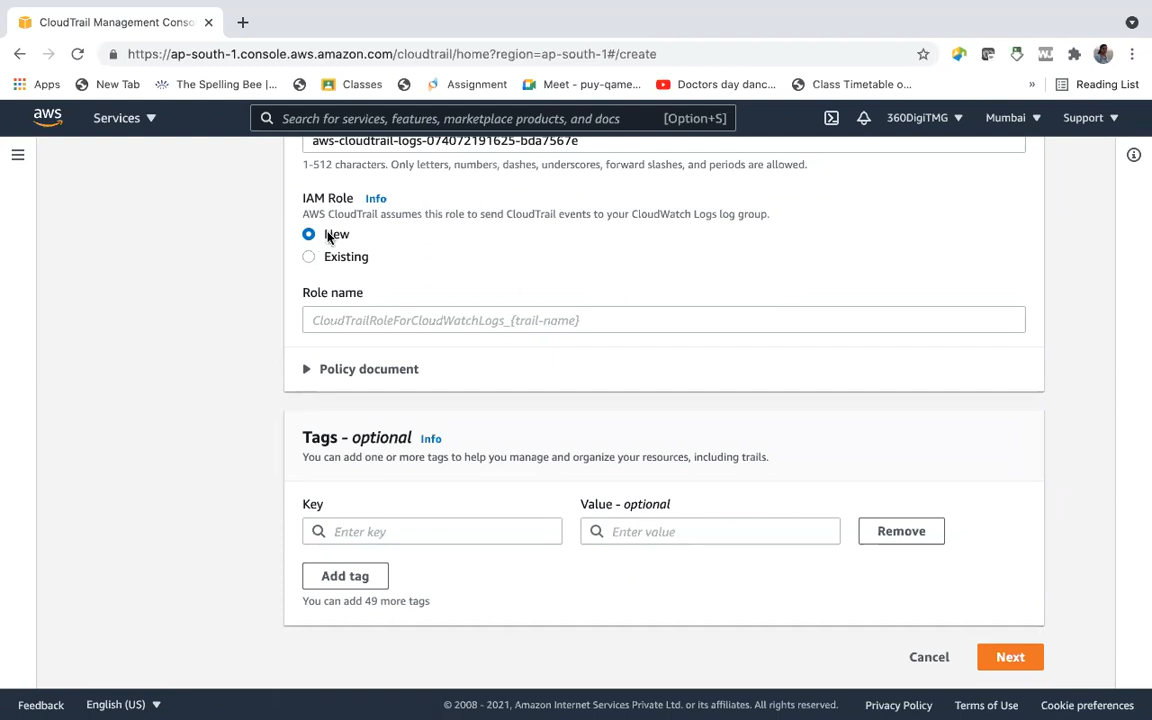 CloudTrail Management Conso
https://ap-south-1.console.aws.amazon.com/cloudtrail/home?region=ap-south-1#/create
Apps New Tab The Spelling Bee |... Classes Assignment Meet - puy-game... Doctors day danc... Class Timetable o... » Reading List
aws Services Search for services, features, marketplace products, and docs [Option+S] 360DigiTMG Mumbai Support
aws-cloudtrail-logs-074072191625-bda7567e
1-512 characters. Only letters, numbers, dashes, underscores, forward slashes, and periods are allowed.
IAM Role Info
AWS CloudTrail assumes this role to send CloudTrail events to your CloudWatch Logs log group.
New
Existing
Role name
CloudTrailRoleForCloudWatchLogs_{trail-name}
Policy document
Tags - optional Info
You can add one or more tags to help you manage and organize your resources, including trails.
Key Value - optional
Enter key Enter value Remove
Add tag
You can add 49 more tags
Cancel Next
Feedback English (US) © 2008 - 2021, Amazon Internet Services Private Ltd. or its affiliates. All rights reserved. Privacy Policy Terms of Use Cookie preferences